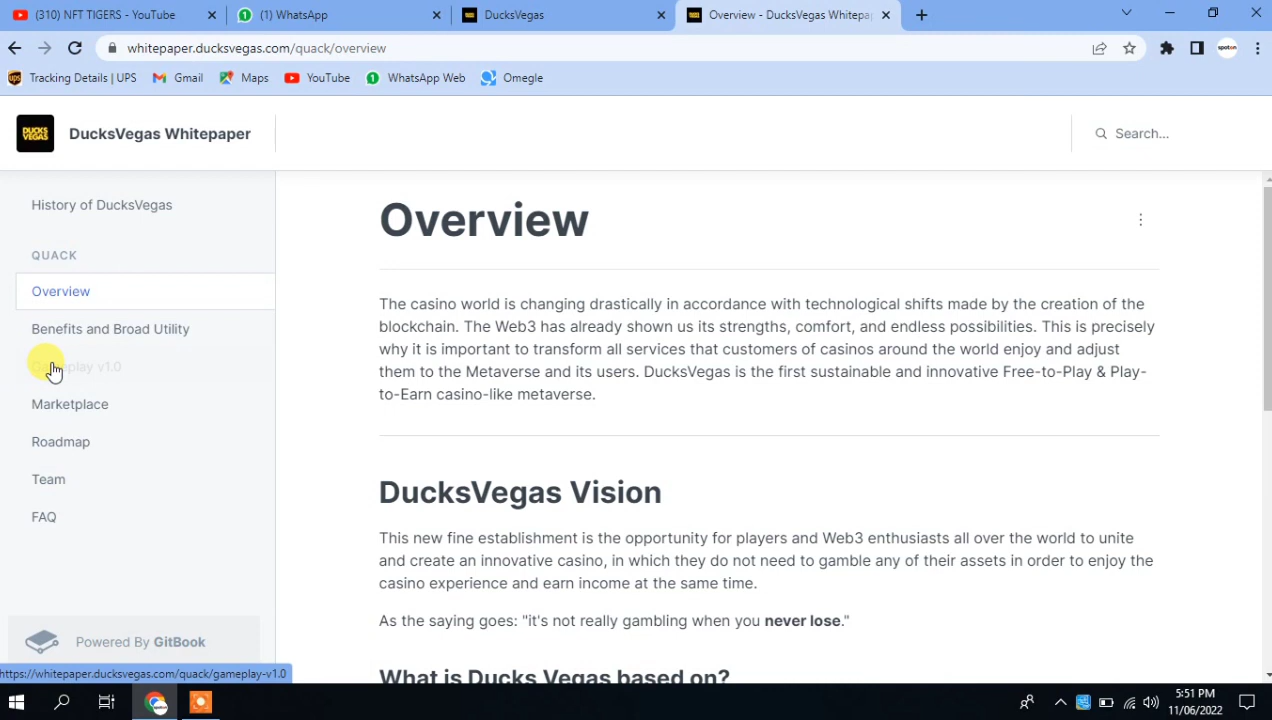 (310) NFT TIGERS - YouTube
(1) WhatsApp
DucksVegas
Overview - DucksVegas Whitepap
whitepaper.ducksvegas.com/quack/overview
Tracking Details | UPS
Gmail
Maps
YouTube
WhatsApp Web
Omegle
DUCKS
VEGAS
DucksVegas Whitepaper
Search...
History of DucksVegas
QUACK
Overview
Benefits and Broad Utility
Gameplay v1.0
Marketplace
Roadmap
Team
FAQ
Powered By GitBook
https://whitepaper.ducksvegas.com/quack/gameplay-v1.0
Overview
The casino world is changing drastically in accordance with technological shifts made by the creation of the
blockchain. The Web3 has already shown us its strengths, comfort, and endless possibilities. This is precisely
why it is important to transform all services that customers of casinos around the world enjoy and adjust
them to the Metaverse and its users. DucksVegas is the first sustainable and innovative Free-to-Play & Play-
to-Earn casino-like metaverse.
DucksVegas Vision
This new fine establishment is the opportunity for players and Web3 enthusiasts all over the world to unite
and create an innovative casino, in which they do not need to gamble any of their assets in order to enjoy the
casino experience and earn income at the same time.
As the saying goes: "it's not really gambling when you never lose."
What is Ducks Vegas based on?
5:51 PM
11/06/2022